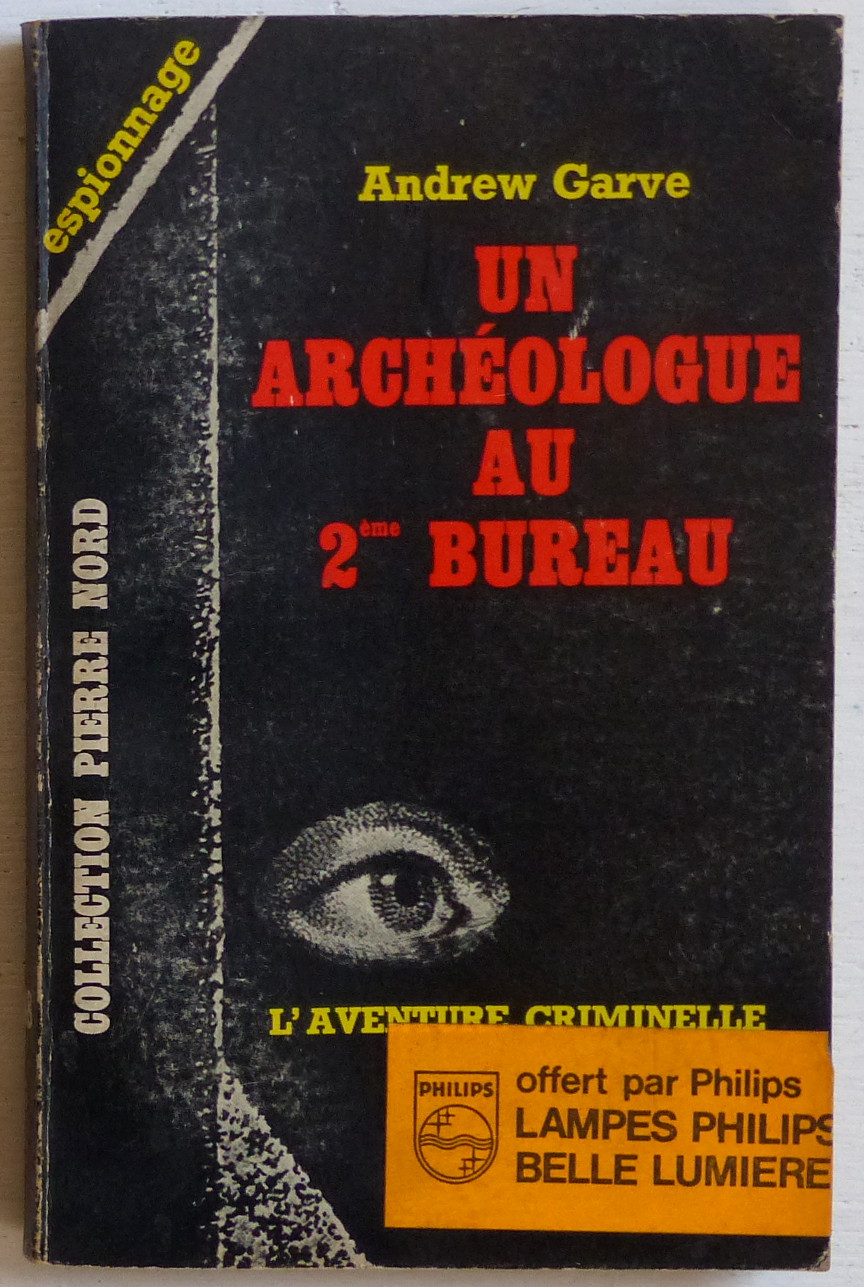 espionnage
Andrew Garve
UN
ARCHÉOLOGUE
AU
2ème BUREAU
COLLECTION PIERRE NORD
L'AVENTURE CRIMINELLE
PHILIPS
offert par Philips
LAMPES PHILIPS
BELLE LUMIERE